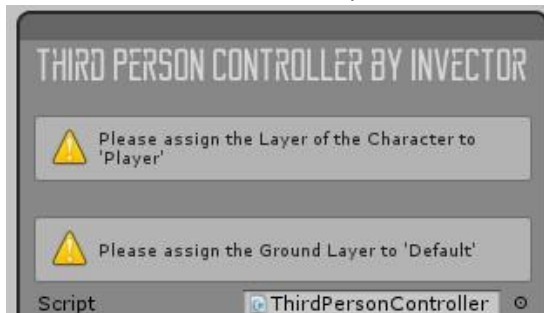 THIRD PERSON CONTROLLER BY INVECTOR
Please assign the Layer of the Character to
'Player'
Please assign the Ground Layer to 'Default'
Script ThirdPersonController